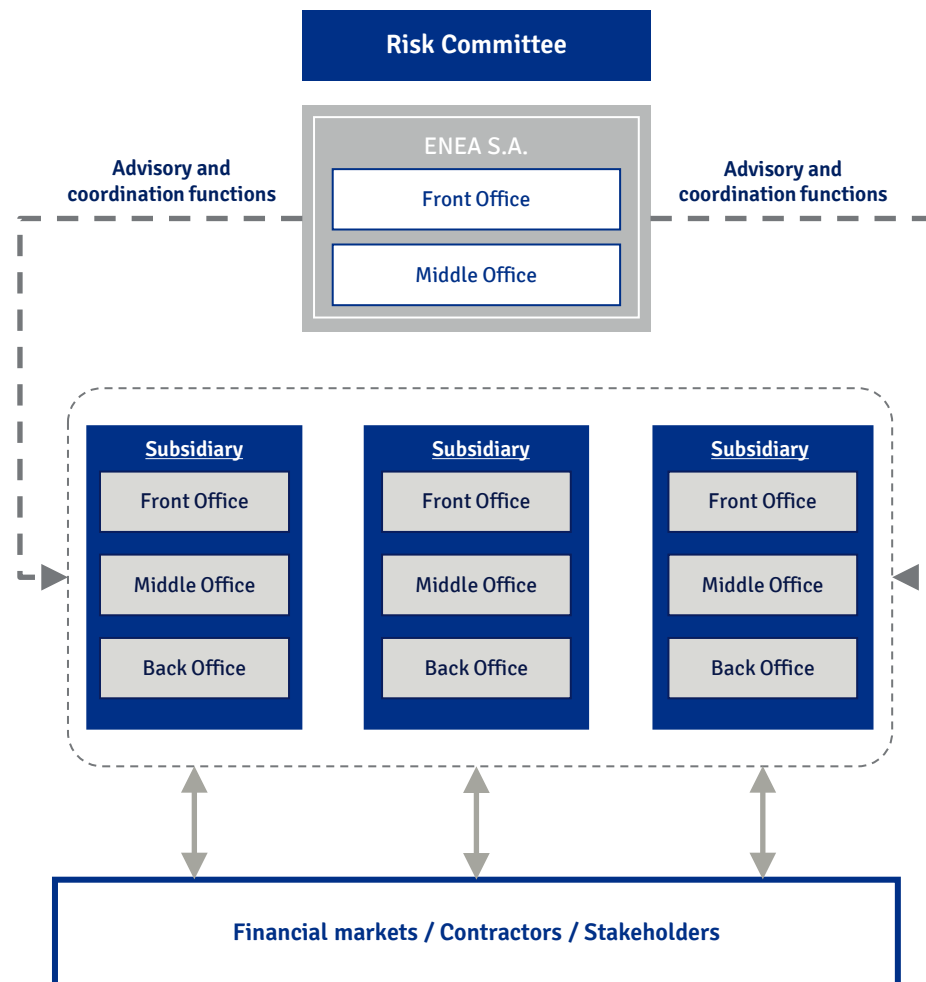 Risk Committee
ENEA S.A.
Advisory and
coordination functions
Front Office
Middle Office
Advisory and
coordination functions
Subsidiary
Front Office
Middle Office
Back Office
Subsidiary
Front Office
Middle Office
Back Office
Subsidiary
Front Office
Middle Office
Back Office
Financial markets / Contractors / Stakeholders